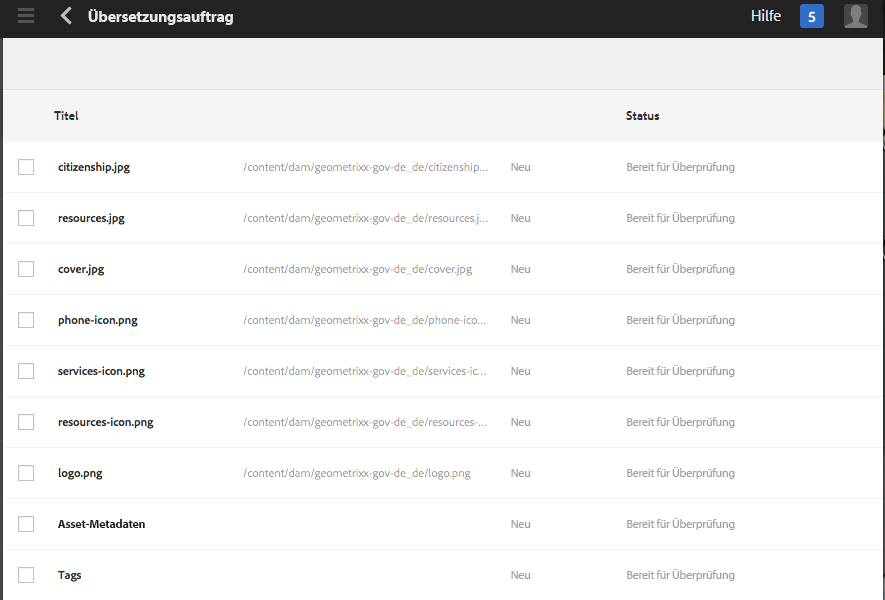 Übersetzungsauftrag Hilfe 5
Titel Status
citizenship.jpg /content/dam/geometrixx-gov-de_de/citizenship... Neu Bereit für Überprüfung
resources.jpg /content/dam/geometrixx-gov-de_de/resources.j... Neu Bereit für Überprüfung
cover.jpg /content/dam/geometrixx-gov-de_de/cover.jpg Neu Bereit für Überprüfung
phone-icon.png /content/dam/geometrixx-gov-de_de/phone-ico... Neu Bereit für Überprüfung
services-icon.png /content/dam/geometrixx-gov-de_de/services-ic... Neu Bereit für Überprüfung
resources-icon.png /content/dam/geometrixx-gov-de_de/resources-... Neu Bereit für Überprüfung
logo.png /content/dam/geometrixx-gov-de_de/logo.png Neu Bereit für Überprüfung
Asset-Metadaten Neu Bereit für Überprüfung
Tags Neu Bereit für Überprüfung